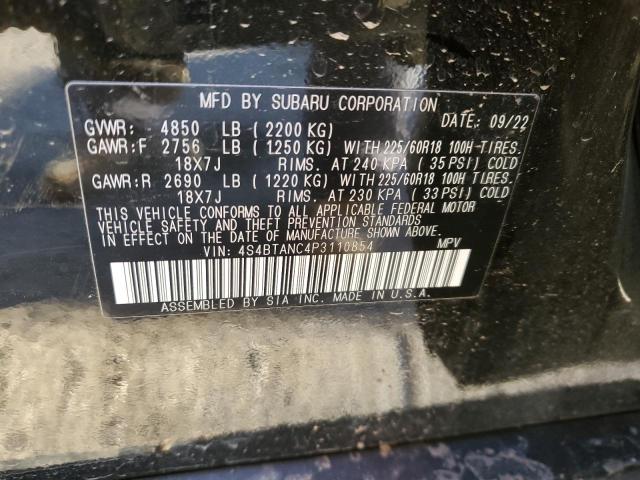 MFD BY SUBARU CORPORATION
DATE: 09/22
GVWR: 4850 LB (2200 KG)
GAWR:F 2756 LB (1250 KG) WITH 225/60R18 100H TIRES.
18X7J RIMS. AT 240 KPA (35 PSI) COLD
GAWR:R 2690 LB (1220 KG) WITH 225/60R18 100H TIRES.
18X7J RIMS. AT 230 KPA (33 PSI) COLD
THIS VEHICLE CONFORMS TO ALL APPLICABLE FEDERAL MOTOR
VEHICLE SAFETY AND THEFT PREVENTION STANDARDS
IN EFFECT ON THE DATE OF MANUFACTURE SHOWN ABOVE.
VIN: 4S4BTANC4P3110854 MPV
ASSEMBLED BY SIA INC. MADE IN U.S.A.